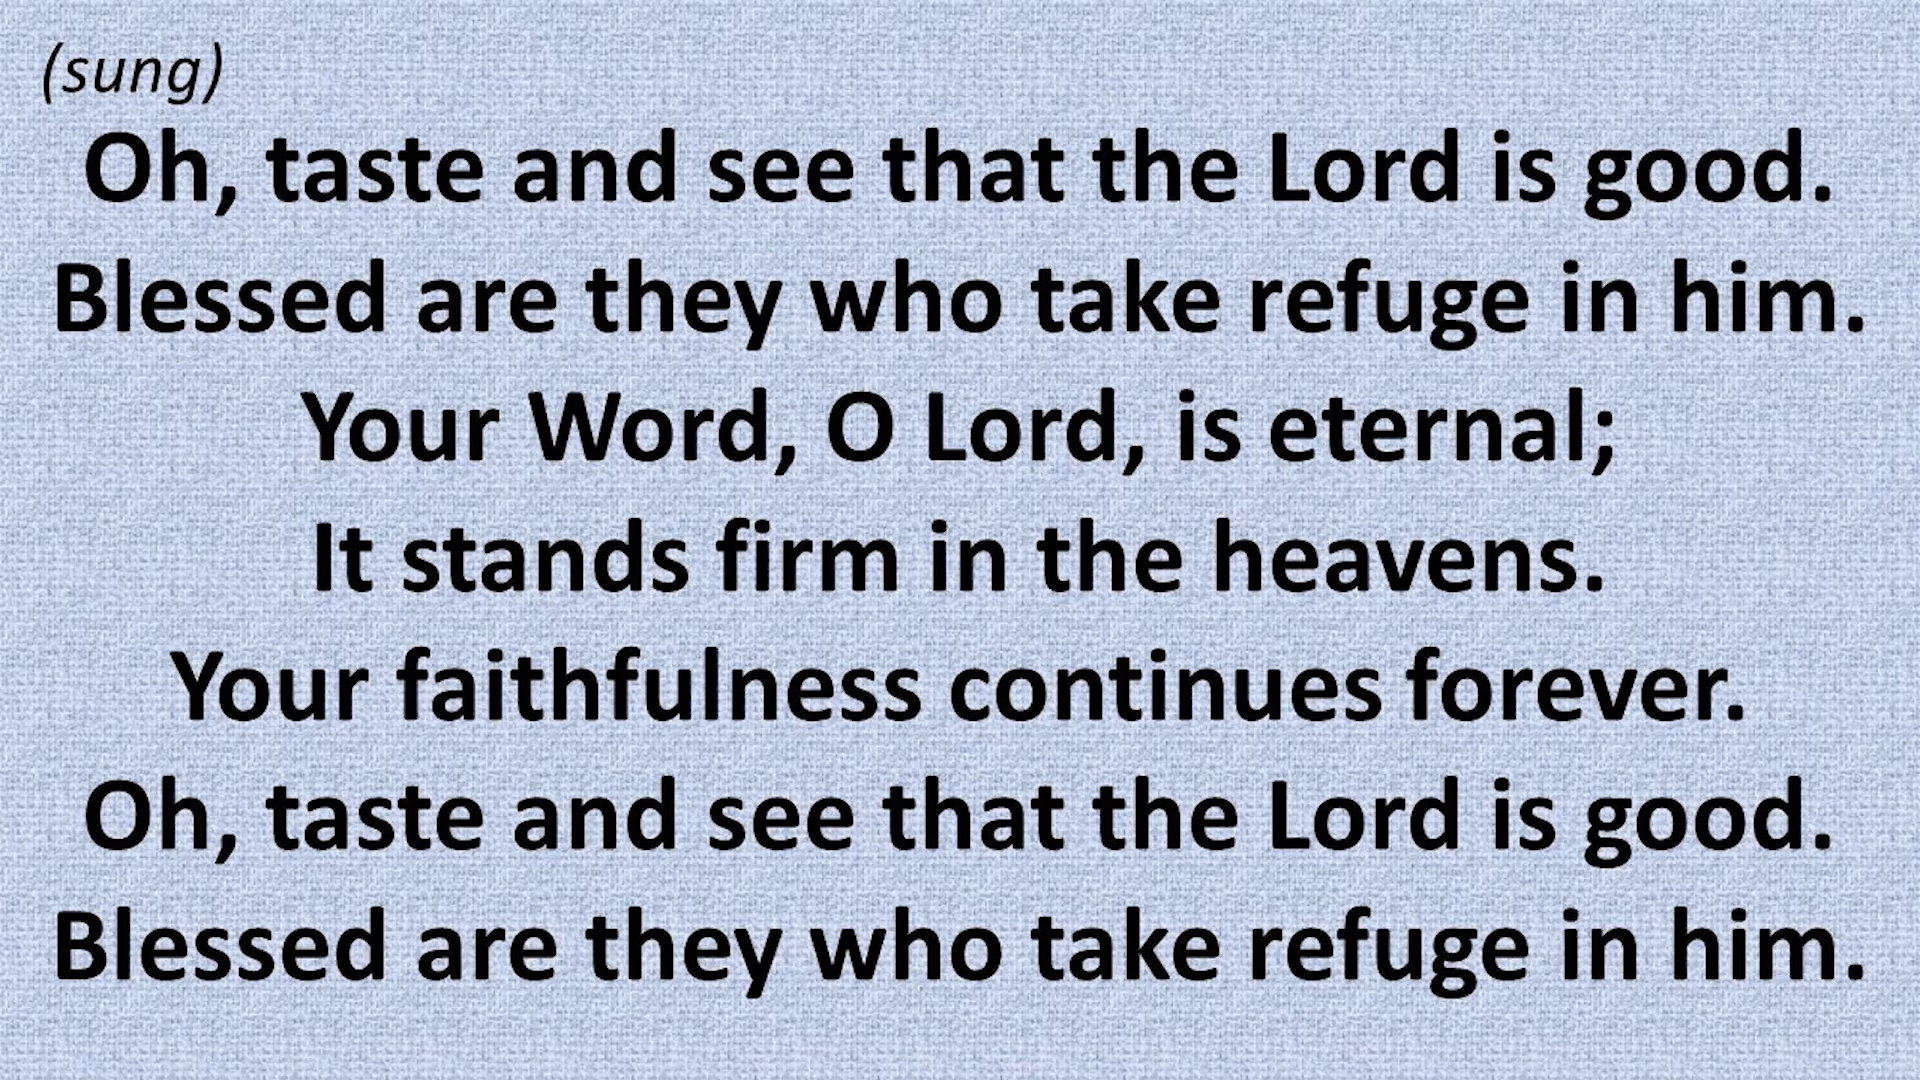 (sung)
Oh, taste and see that the Lord is good.
Blessed are they who take refuge in him.
Your Word, O Lord, is eternal;
It stands firm in the heavens.
Your faithfulness continues forever.
Oh, taste and see that the Lord is good.
Blessed are they who take refuge in him.